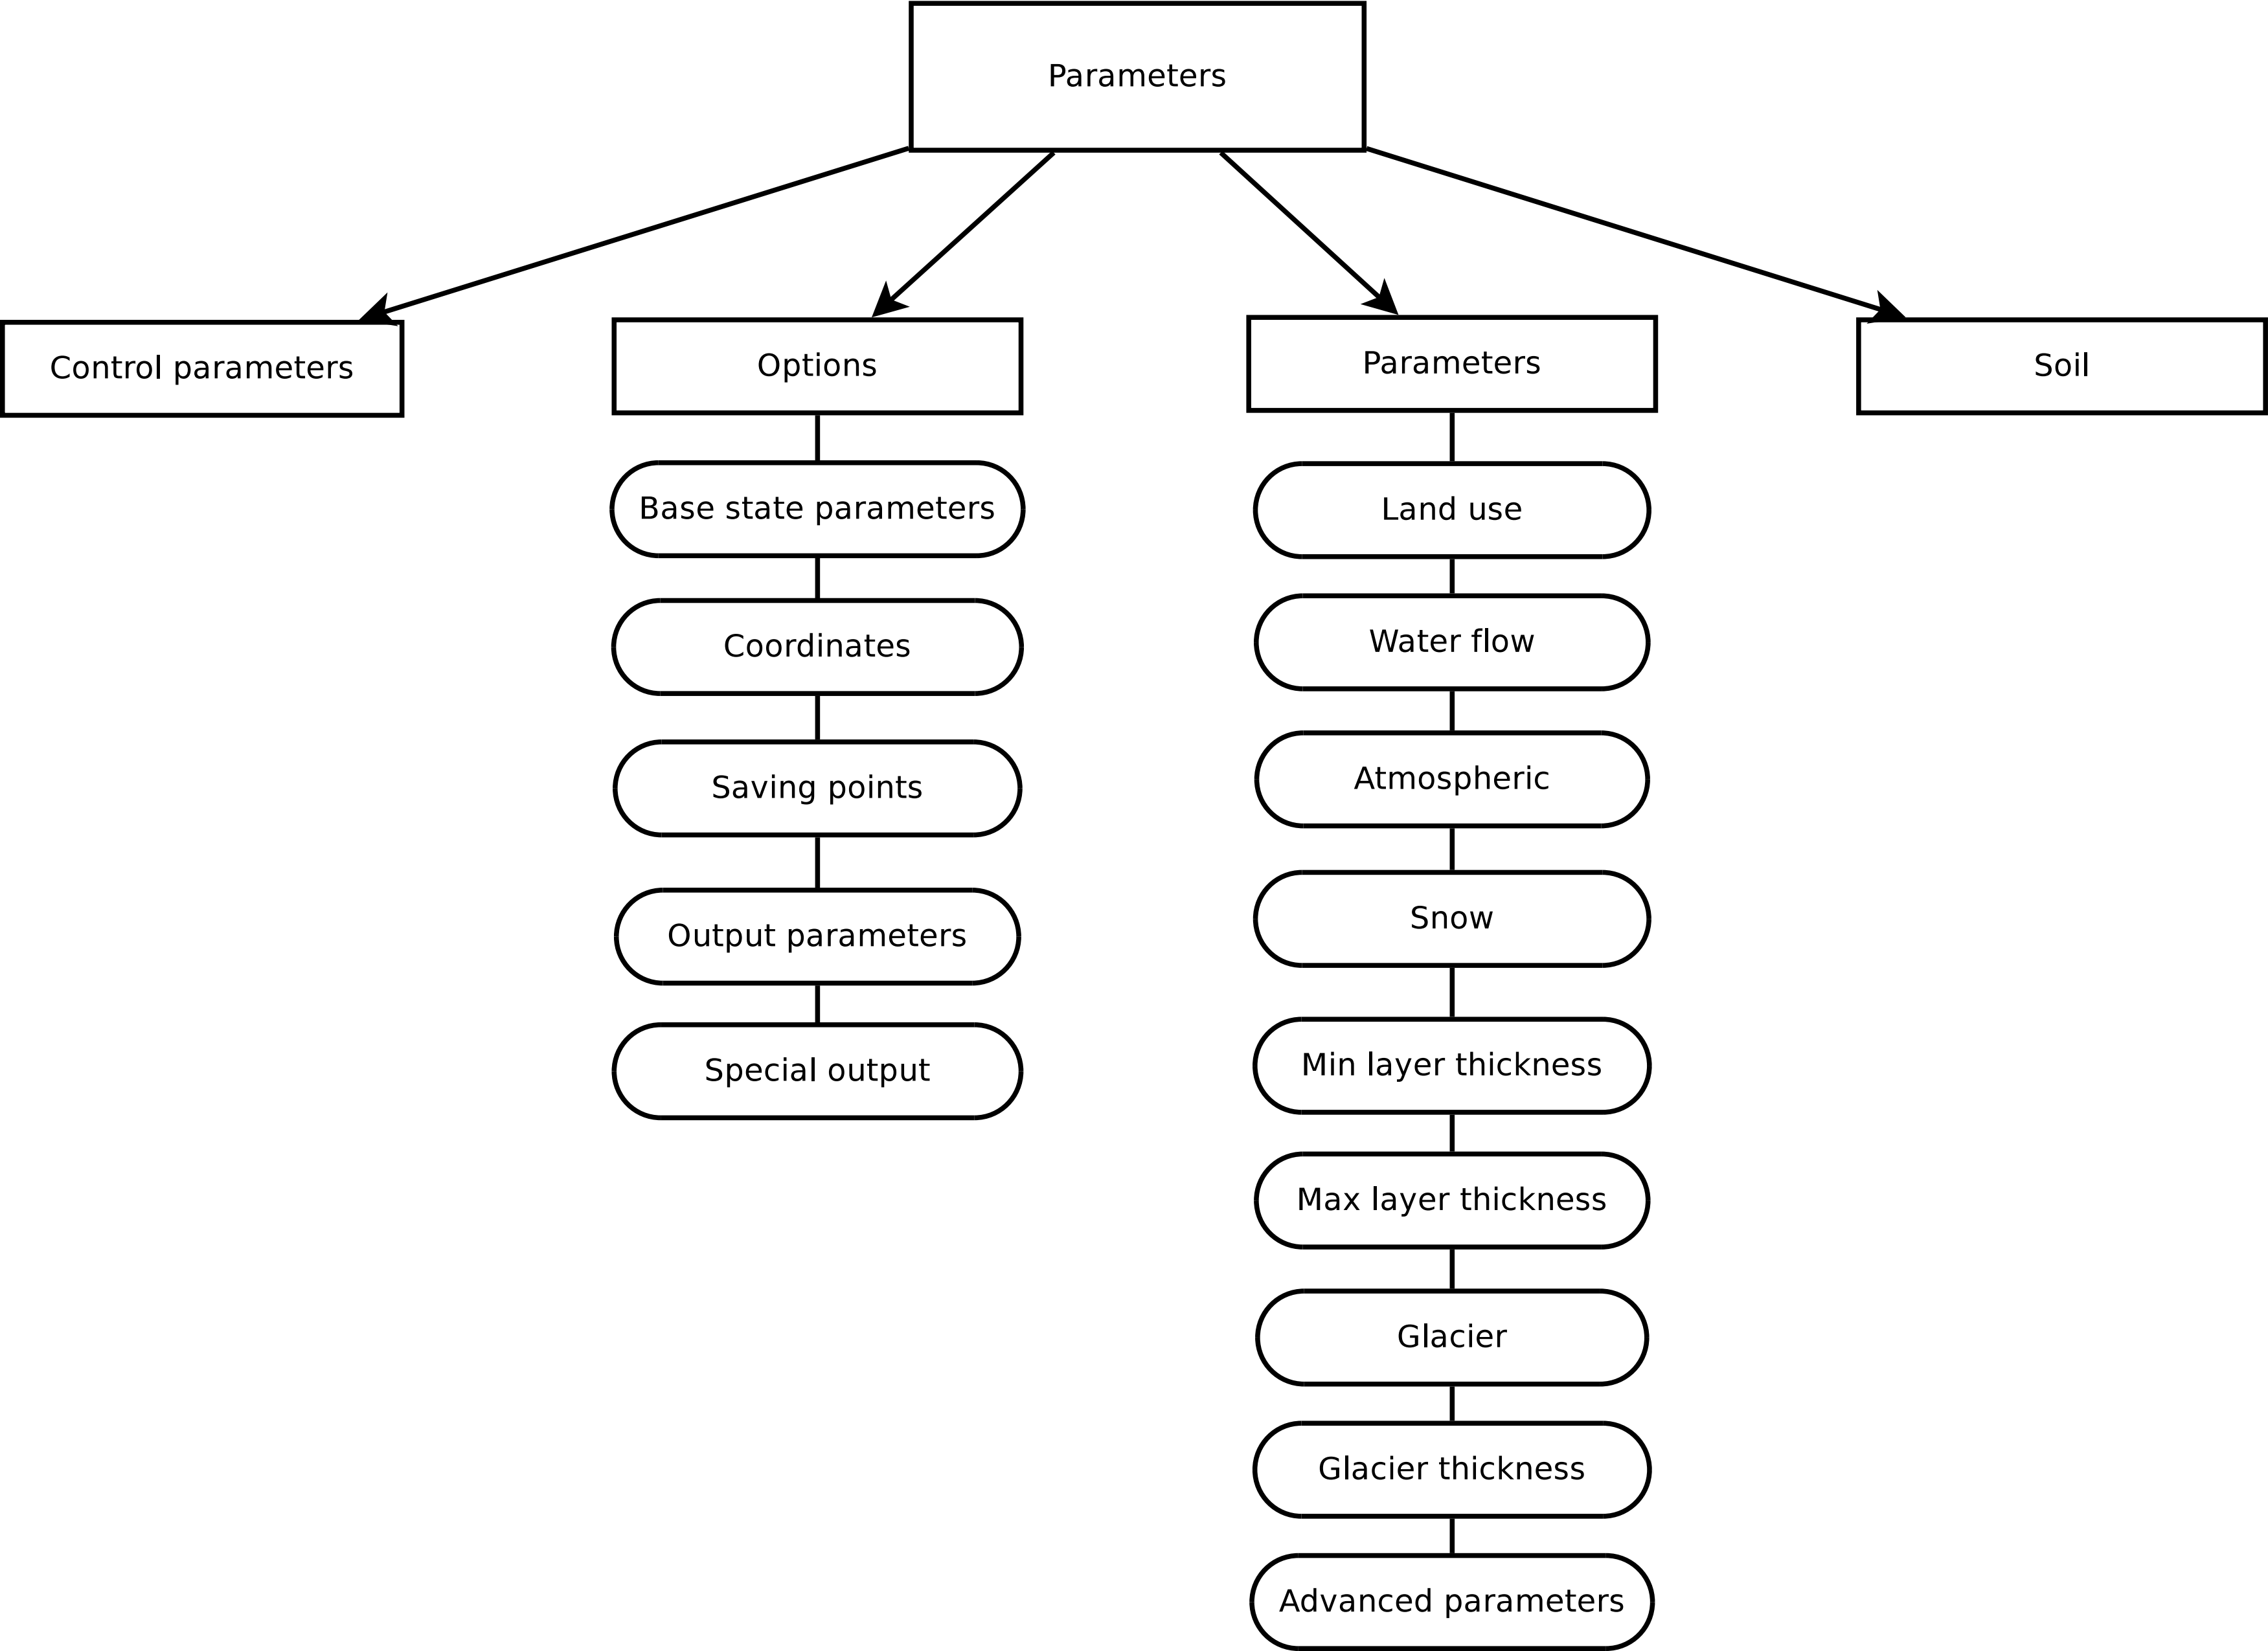 Parameters
Control parameters
Options
Parameters
Soil
Base state parameters
Coordinates
Saving points
Output parameters
Special output
Land use
Water flow
Atmospheric
Snow
Min layer thickness
Max layer thickness
Glacier
Glacier thickness
Advanced parameters